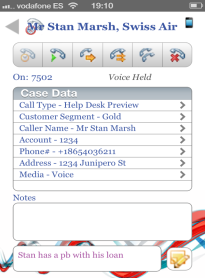 vodafone ES 19:10
Mr Stan Marsh, Swiss Air
On: 7502 Voice Held
Case Data
Call Type - Help Desk Preview
Customer Segment - Gold
Caller Name - Mr Stan Marsh
Account - 1234
Phone# - +18654036211
Address - 1234 Junipero St
Media - Voice
Notes
Stan has a pb with his loan